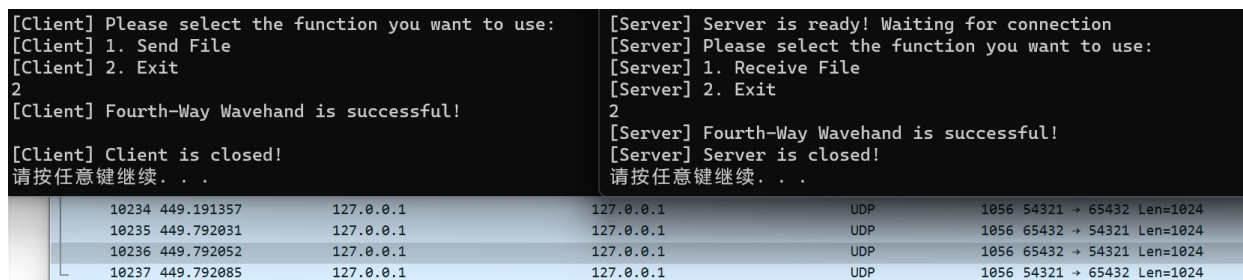 [Client] Please select the function you want to use:
[Client] 1. Send File
[Client] 2. Exit
2
[Client] Fourth-Way Wavehand is successful!
[Client] Client is closed!
请按任意键继续. . .
[Server] Server is ready! Waiting for connection
[Server] Please select the function you want to use:
[Server] 1. Receive File
[Server] 2. Exit
2
[Server] Fourth-Way Wavehand is successful!
[Server] Server is closed!
请按任意键继续. . .
10234 449.191357 127.0.0.1 127.0.0.1 UDP 1056 54321 → 65432 Len=1024
10235 449.792031 127.0.0.1 127.0.0.1 UDP 1056 65432 → 54321 Len=1024
10236 449.792052 127.0.0.1 127.0.0.1 UDP 1056 65432 → 54321 Len=1024
10237 449.792085 127.0.0.1 127.0.0.1 UDP 1056 54321 → 65432 Len=1024